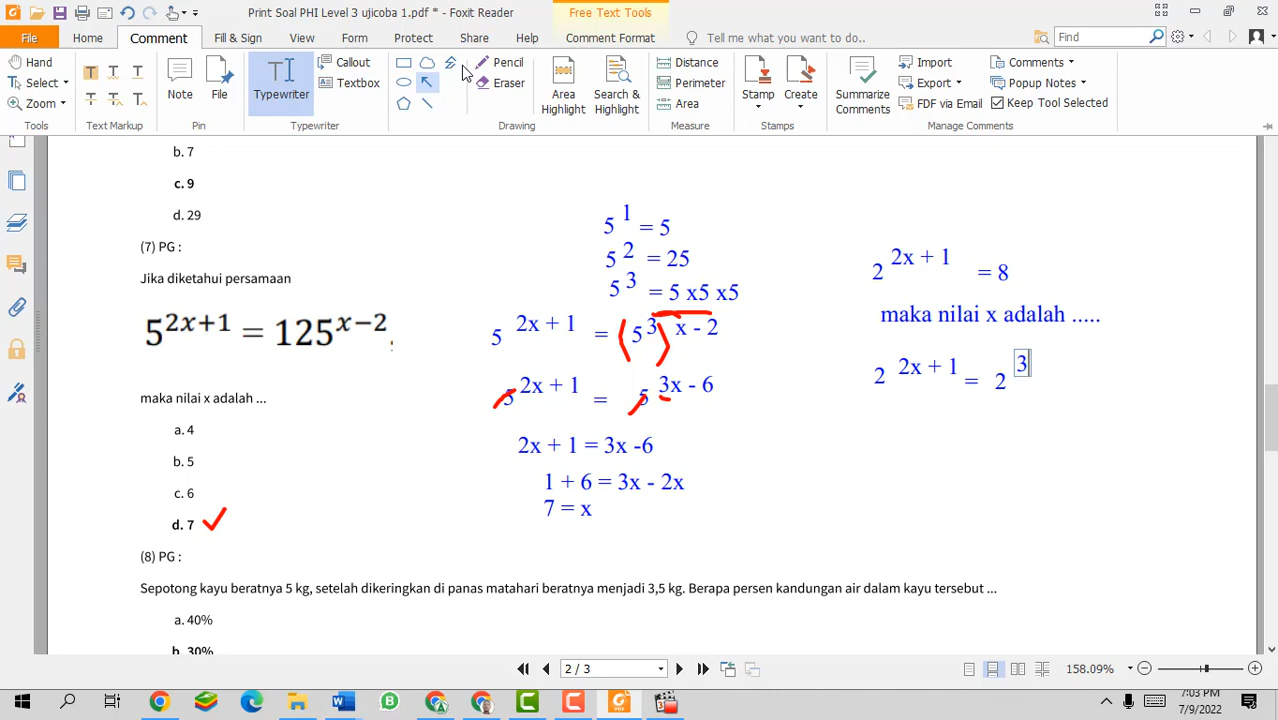 Print Soal PHI Level 3 ujicoba 1.pdf * - Foxit Reader
Free Text Tools
File Home Comment Fill & Sign View Form Protect Share Help Comment Format Tell me what you want to do.. Find
Hand
Select
Zoom
Tools
Text Markup
Note
File
Pin
Typewriter
Callout
Textbox
Typewriter
Pencil
Eraser
Drawing
Area Highlight
Search & Highlight
Distance
Perimeter
Area
Measure
Stamp
Create
Stamps
Summarize Comments
Import
Export
FDF via Email
Comments
Popup Notes
Keep Tool Selected
Manage Comments
b. 7
c. 9
d. 29
(7) PG :
Jika diketahui persamaan
5^{2x+1} = 125^{x−2}
maka nilai x adalah ...
a. 4
b. 5
c. 6
d. 7
(8) PG :
Sepotong kayu beratnya 5 kg, setelah dikeringkan di panas matahari beratnya menjadi 3,5 kg. Berapa persen kandungan air dalam kayu tersebut ...
a. 40%
b. 30%
5 1 = 5
5 2 = 25
5 3 = 5 x5 x5
5 2x + 1 = ( 5 3 ) x - 2
5 2x + 1 = 5 3x - 6
2x + 1 = 3x -6
1 + 6 = 3x - 2x
7 = x
2 2x + 1 = 8
maka nilai x adalah .....
2 2x + 1 = 2 3
2 / 3
158.09%
7:03 PM
7/9/2022